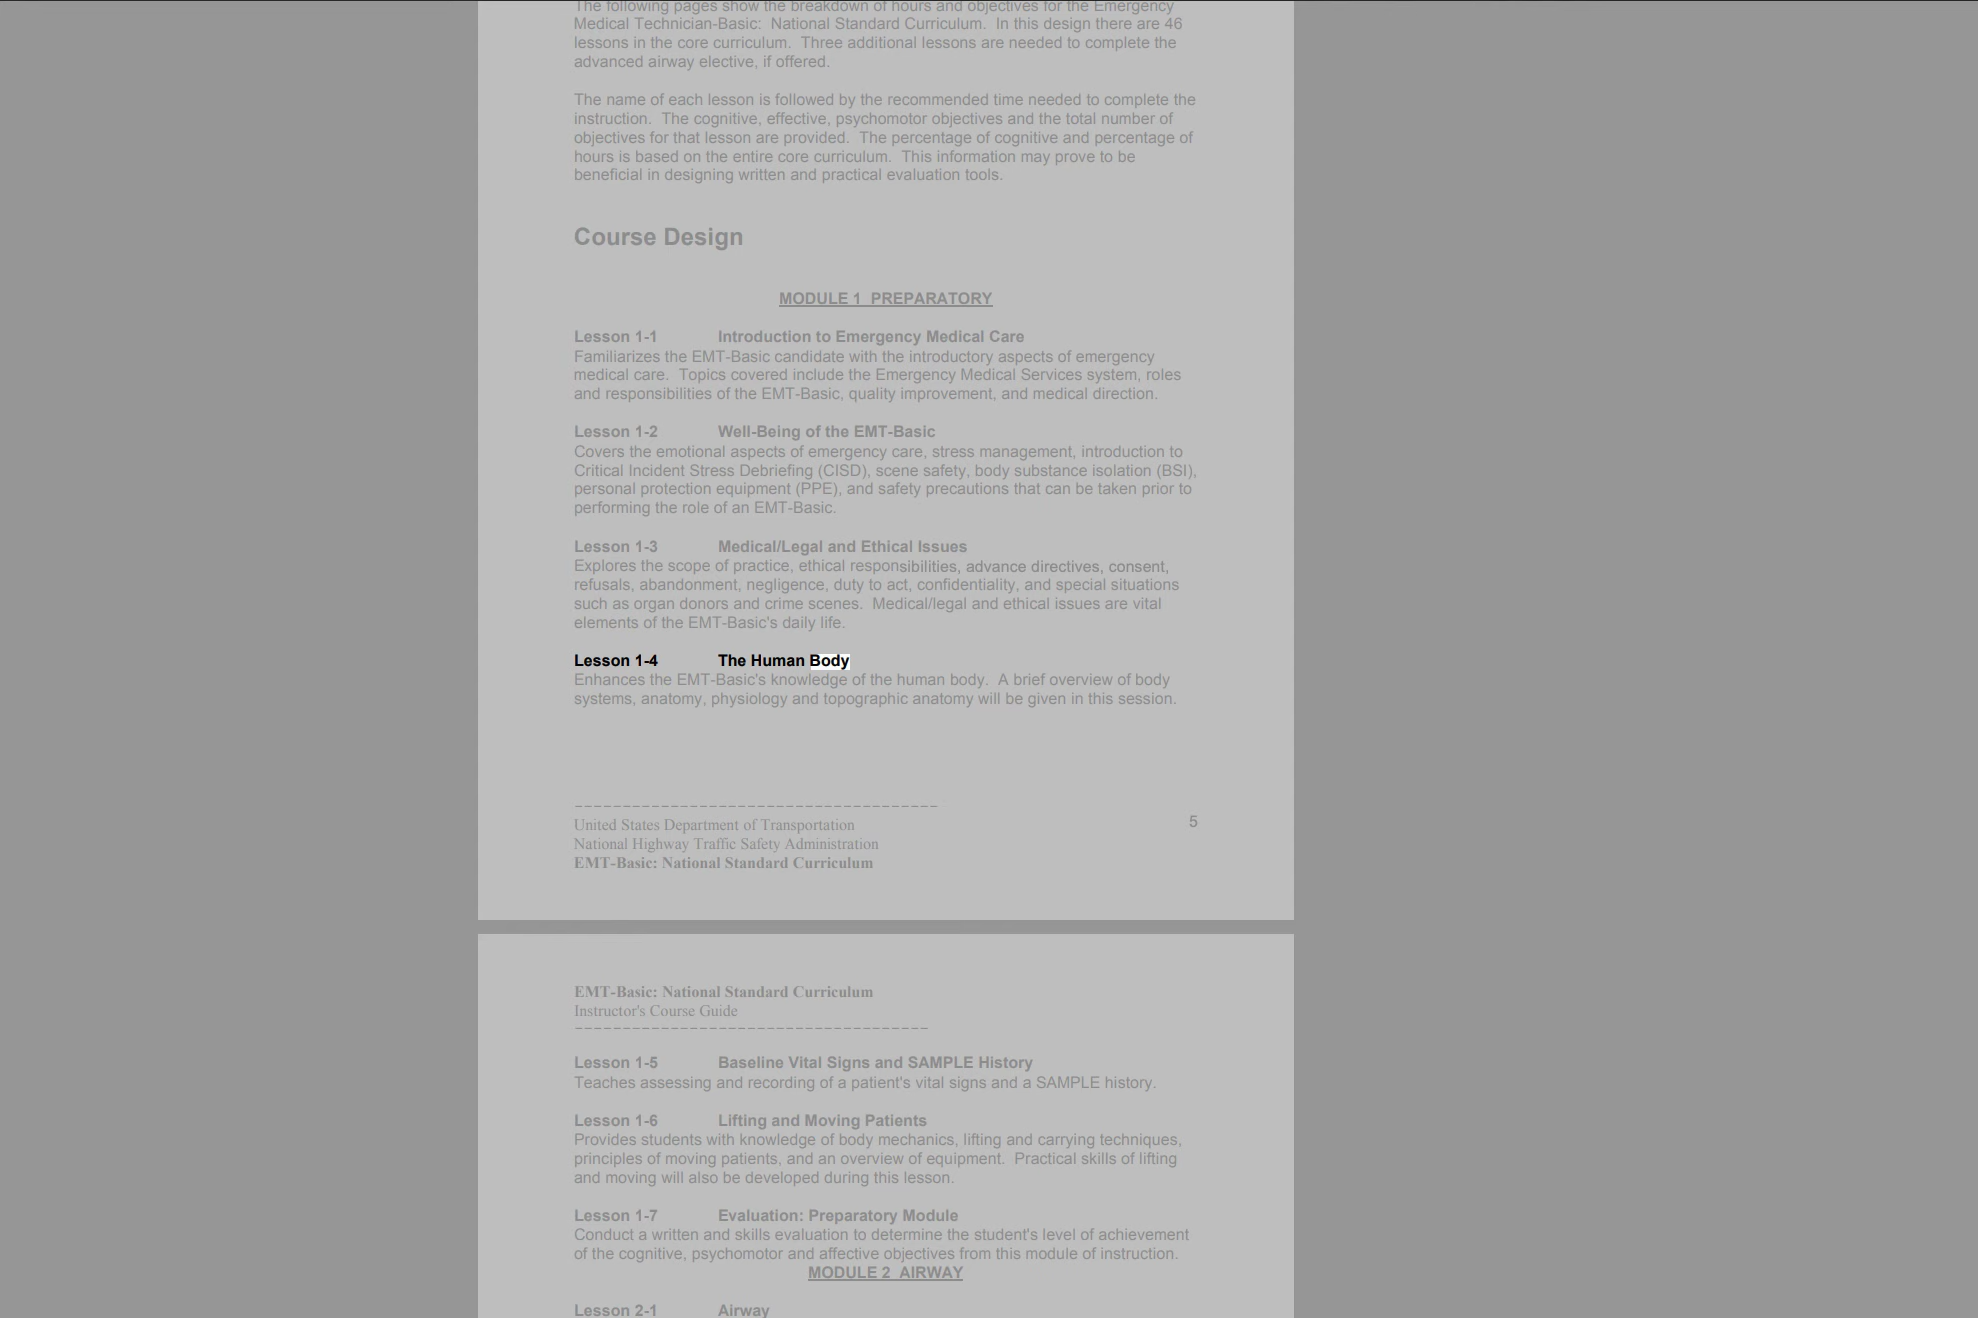 The following pages show the breakdown of hours and objectives for the Emergency
Medical Technician-Basic:  National Standard Curriculum.  In this design there are 46
lessons in the core curriculum.  Three additional lessons are needed to complete the
advanced airway elective, if offered.
The name of each lesson is followed by the recommended time needed to complete the
instruction.  The cognitive, effective, psychomotor objectives and the total number of
objectives for that lesson are provided.  The percentage of cognitive and percentage of
hours is based on the entire core curriculum.  This information may prove to be
beneficial in designing written and practical evaluation tools.
Course Design
MODULE 1  PREPARATORY
Lesson 1-1 Introduction to Emergency Medical Care
Familiarizes the EMT-Basic candidate with the introductory aspects of emergency
medical care.  Topics covered include the Emergency Medical Services system, roles
and responsibilities of the EMT-Basic, quality improvement, and medical direction.
Lesson 1-2 Well-Being of the EMT-Basic
Covers the emotional aspects of emergency care, stress management, introduction to
Critical Incident Stress Debriefing (CISD), scene safety, body substance isolation (BSI),
personal protection equipment (PPE), and safety precautions that can be taken prior to
performing the role of an EMT-Basic.
Lesson 1-3 Medical/Legal and Ethical Issues
Explores the scope of practice, ethical responsibilities, advance directives, consent,
refusals, abandonment, negligence, duty to act, confidentiality, and special situations
such as organ donors and crime scenes.  Medical/legal and ethical issues are vital
elements of the EMT-Basic's daily life.
Lesson 1-4 The Human Body
Enhances the EMT-Basic's knowledge of the human body.  A brief overview of body
systems, anatomy, physiology and topographic anatomy will be given in this session.
United States Department of Transportation 5
National Highway Traffic Safety Administration
EMT-Basic: National Standard Curriculum
EMT-Basic: National Standard Curriculum
Instructor's Course Guide
Lesson 1-5 Baseline Vital Signs and SAMPLE History
Teaches assessing and recording of a patient's vital signs and a SAMPLE history.
Lesson 1-6 Lifting and Moving Patients
Provides students with knowledge of body mechanics, lifting and carrying techniques,
principles of moving patients, and an overview of equipment.  Practical skills of lifting
and moving will also be developed during this lesson.
Lesson 1-7 Evaluation: Preparatory Module
Conduct a written and skills evaluation to determine the student's level of achievement
of the cognitive, psychomotor and affective objectives from this module of instruction.
MODULE 2  AIRWAY
Lesson 2-1 Airway